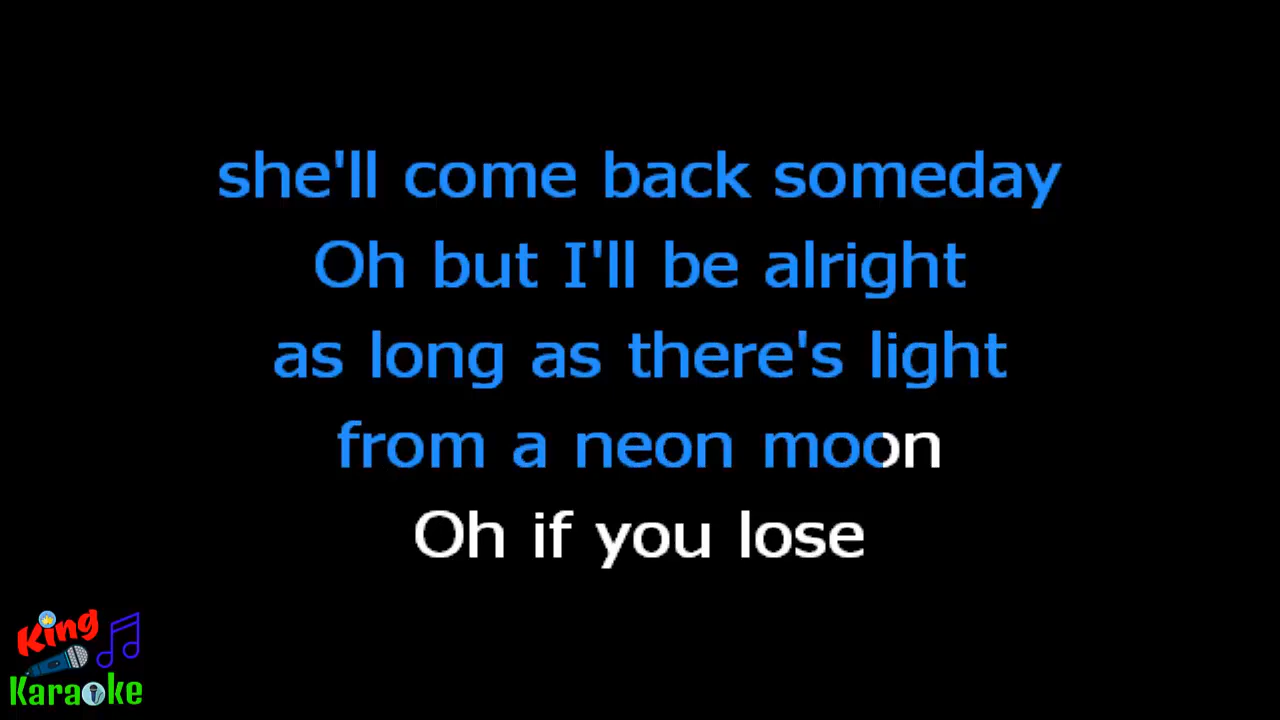 she'll come back someday
Oh but I'll be alright
as long as there's light
from a neon moon
Oh if you lose
King
Karaoke